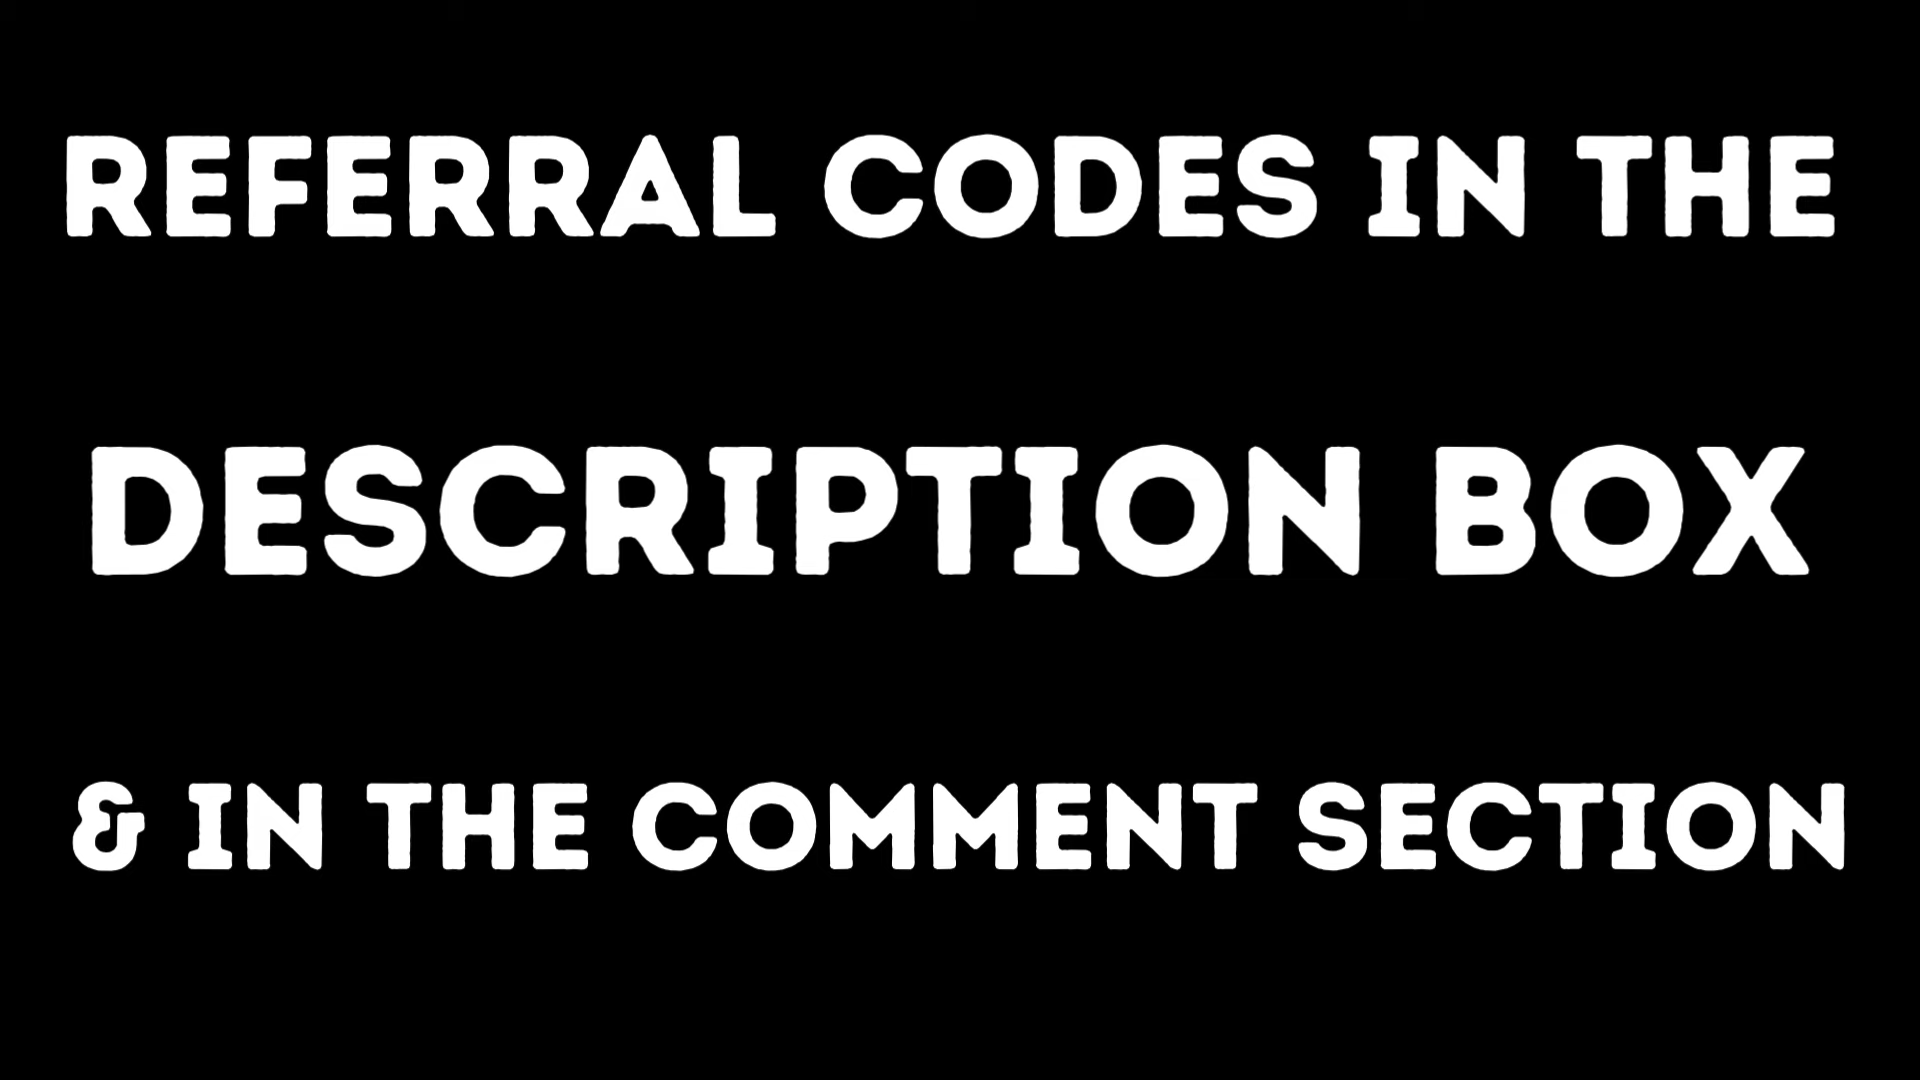 REFERRAL CODES IN THE
DESCRIPTION BOX
& IN THE COMMENT SECTION